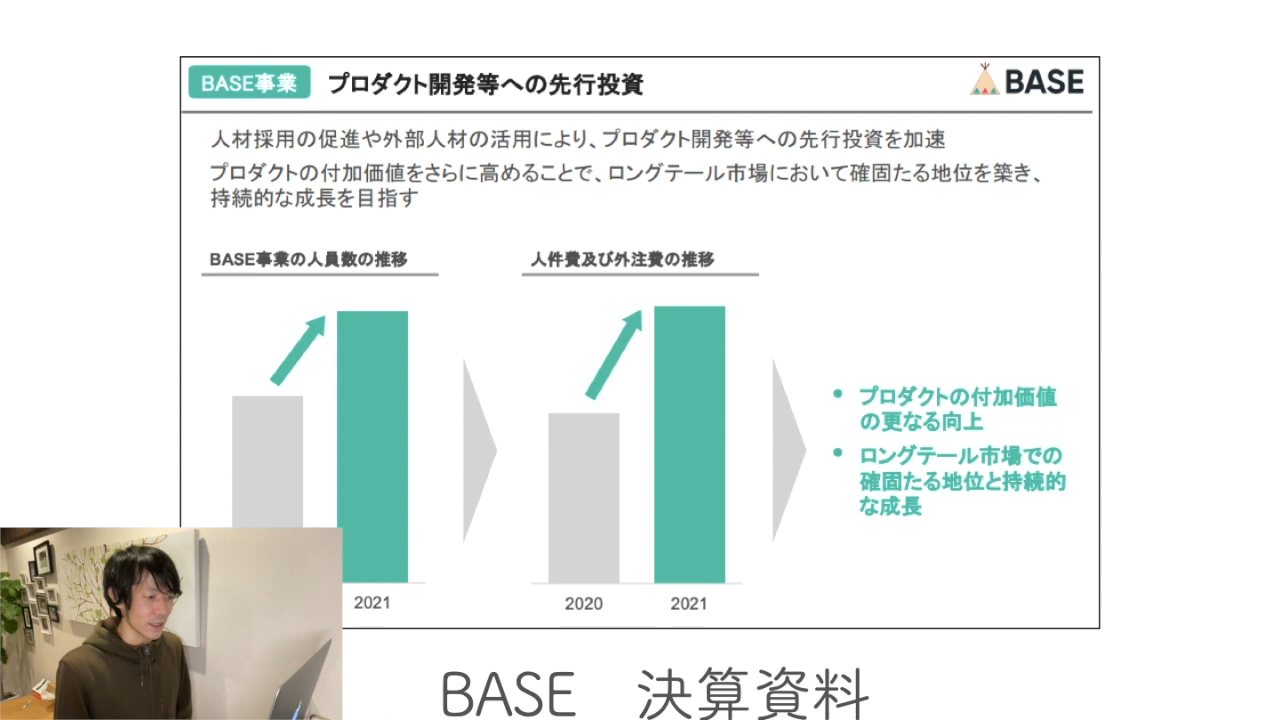 BASE事業 プロダクト開発等への先行投資
BASE
人材採用の促進や外部人材の活用により、プロダクト開発等への先行投資を加速
プロダクトの付加価値をさらに高めることで、ロングテール市場において確固たる地位を築き、
持続的な成長を目指す
BASE事業の人員数の推移
人件費及び外注費の推移
プロダクトの付加価値
の更なる向上
ロングテール市場での
確固たる地位と持続的
な成長
2021
2020
2021
BASE 決算資料